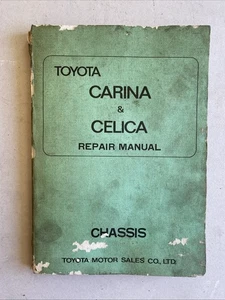 TOYOTA
CARINA
&
CELICA
REPAIR MANUAL
CHASSIS
TOYOTA MOTOR SALES CO., LTD.